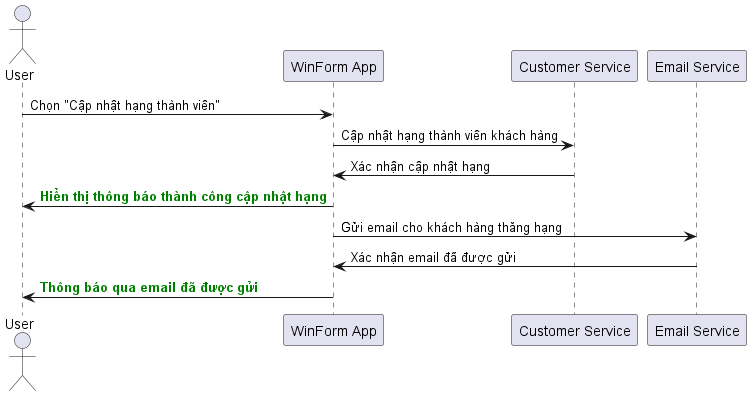 User
WinForm App
Customer Service
Email Service
Chọn "Cập nhật hạng thành viên"
Cập nhật hạng thành viên khách hàng
Xác nhận cập nhật hạng
Hiển thị thông báo thành công cập nhật hạng
Gửi email cho khách hàng thăng hạng
Xác nhận email đã được gửi
Thông báo qua email đã được gửi
User
WinForm App
Customer Service
Email Service